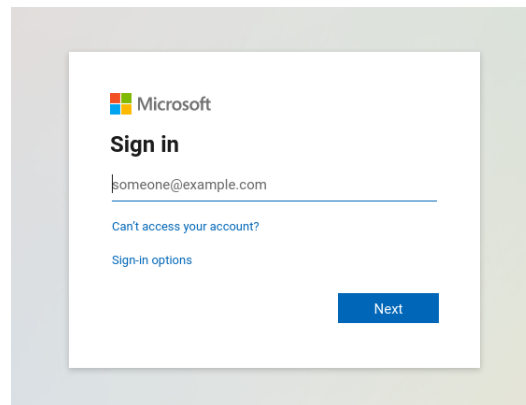 Microsoft
Sign in
someone@example.com
Can't access your account?
Sign-in options
Next